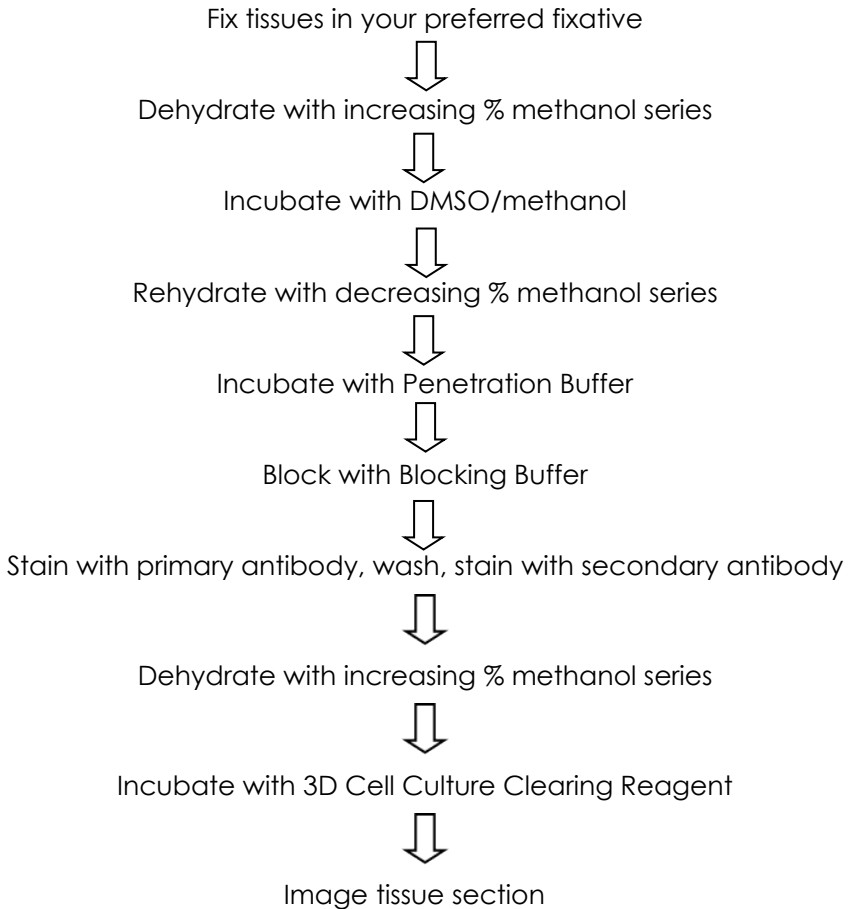 Fix tissues in your preferred fixative
Dehydrate with increasing % methanol series
Incubate with DMSO/methanol
Rehydrate with decreasing % methanol series
Incubate with Penetration Buffer
Block with Blocking Buffer
Stain with primary antibody, wash, stain with secondary antibody
Dehydrate with increasing % methanol series
Incubate with 3D Cell Culture Clearing Reagent
Image tissue section